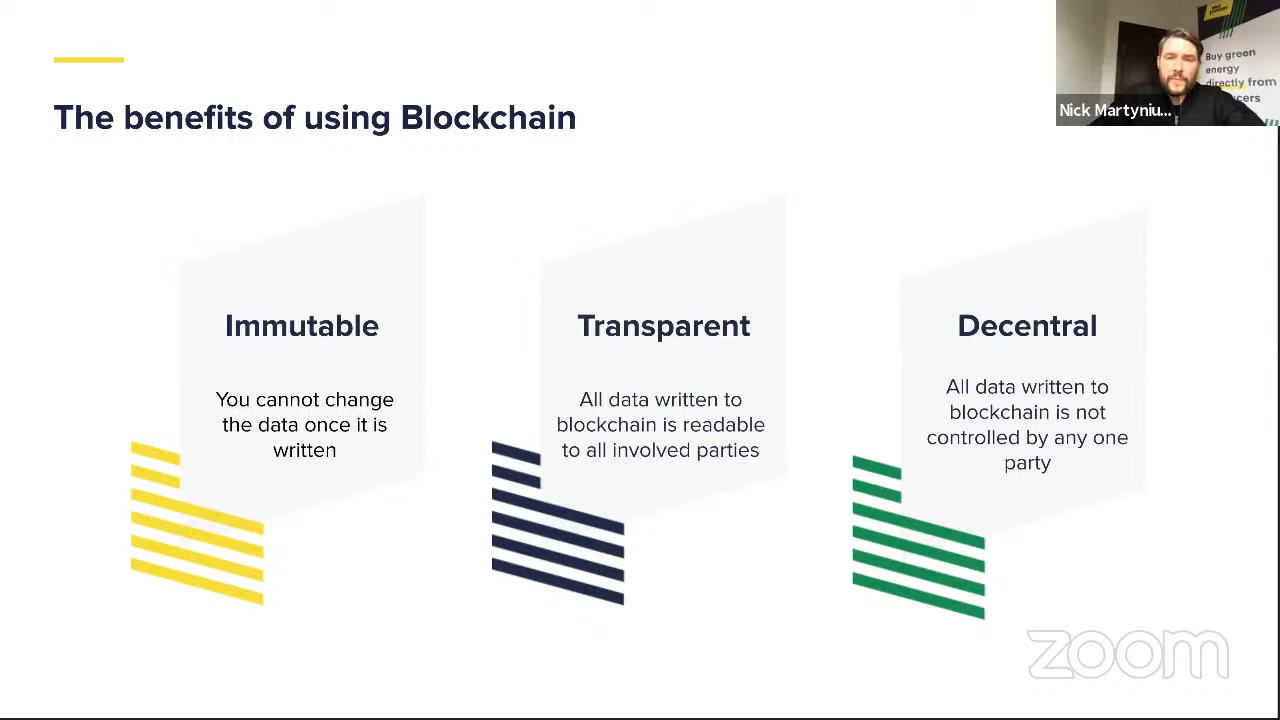 The benefits of using Blockchain
Buy green
energy
directly from
Nick Martyniu...
Immutable
You cannot change
the data once it is
written
Transparent
All data written to
blockchain is readable
to all involved parties
Decentral
All data written to
blockchain is not
controlled by any one
party
zoom